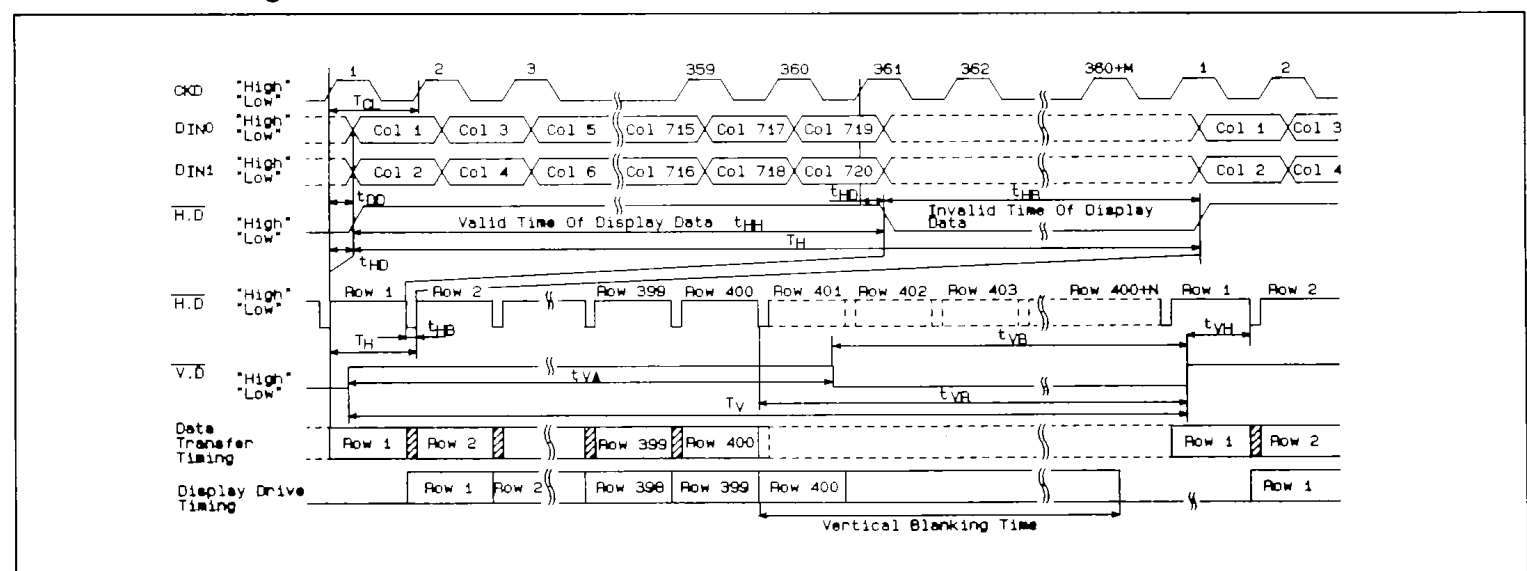 1 2 3 359 360 361 362 380+M 1 2
CKD "High" "Low"
TCL
DIN0 "High" "Low" Col 1 Col 3 Col 5 Col 715 Col 717 Col 719 Col 1 Col 3
DIN1 "High" "Low" Col 2 Col 4 Col 6 Col 716 Col 718 Col 720 Col 2 Col 4
tDD tHD tHB
H.D "High" "Low" Valid Time Of Display Data tHH Invalid Time Of Display Data
TH
tHD
H.D "High" "Low" Row 1 Row 2 Row 399 Row 400 Row 401 Row 402 Row 403 Row 400+N Row 1 Row 2
TH tHB tVB tVH
V.D "High" "Low" tVA
TV tVR
Data Transfer Timing Row 1 Row 2 Row 399 Row 400 Row 1 Row 2
Display Drive Timing Row 1 Row 2 Row 398 Row 399 Row 400 Row 1
Vertical Blanking Time